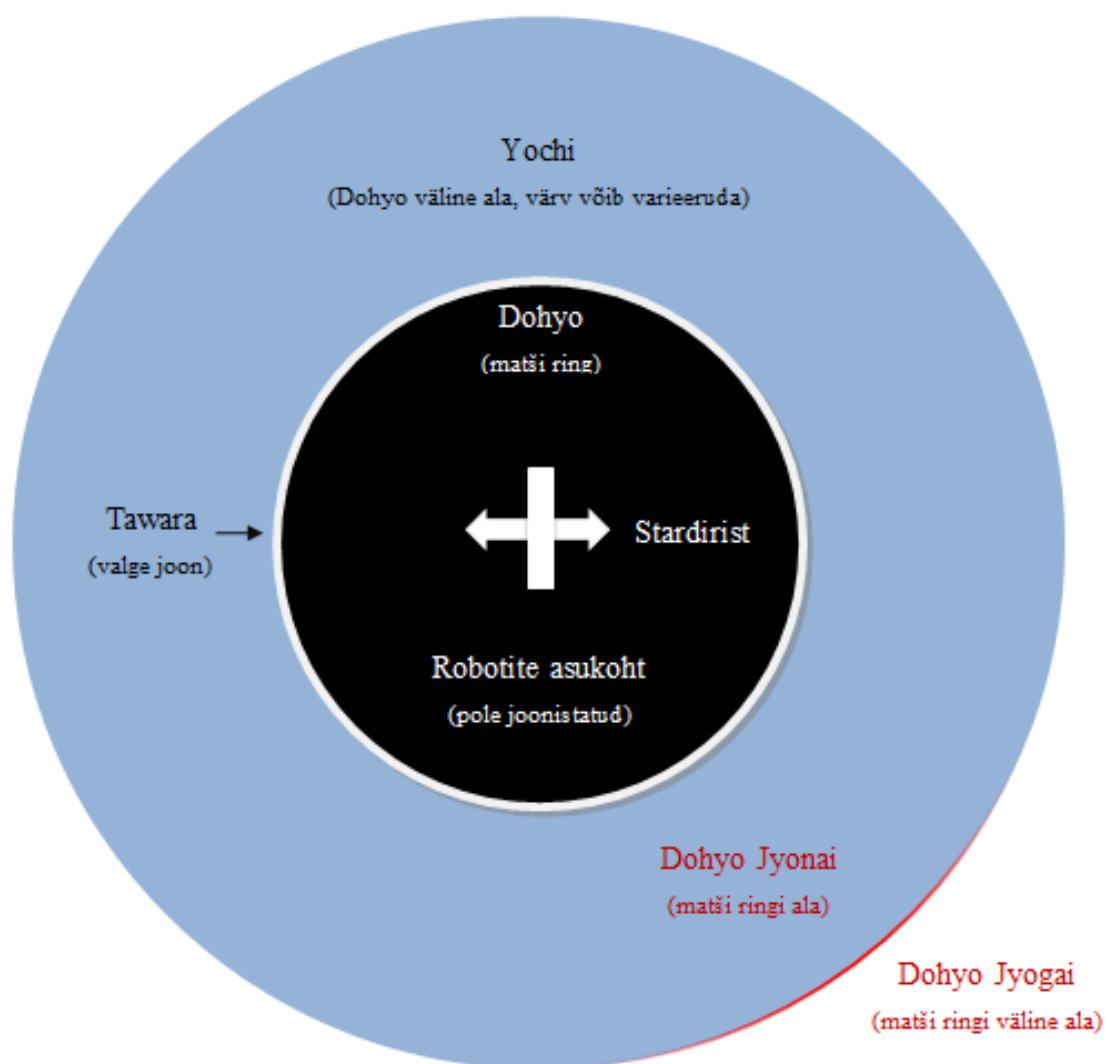 Yochi
(Dohyo väline ala, värv võib varieeruda)
Dohyo
(matši ring)
Tawara
(valge joon)
Stardirist
Robotite asukoht
(pole joonistatud)
Dohyo Jyonai
(matši ringi ala)
Dohyo Jyogai
(matši ringi väline ala)